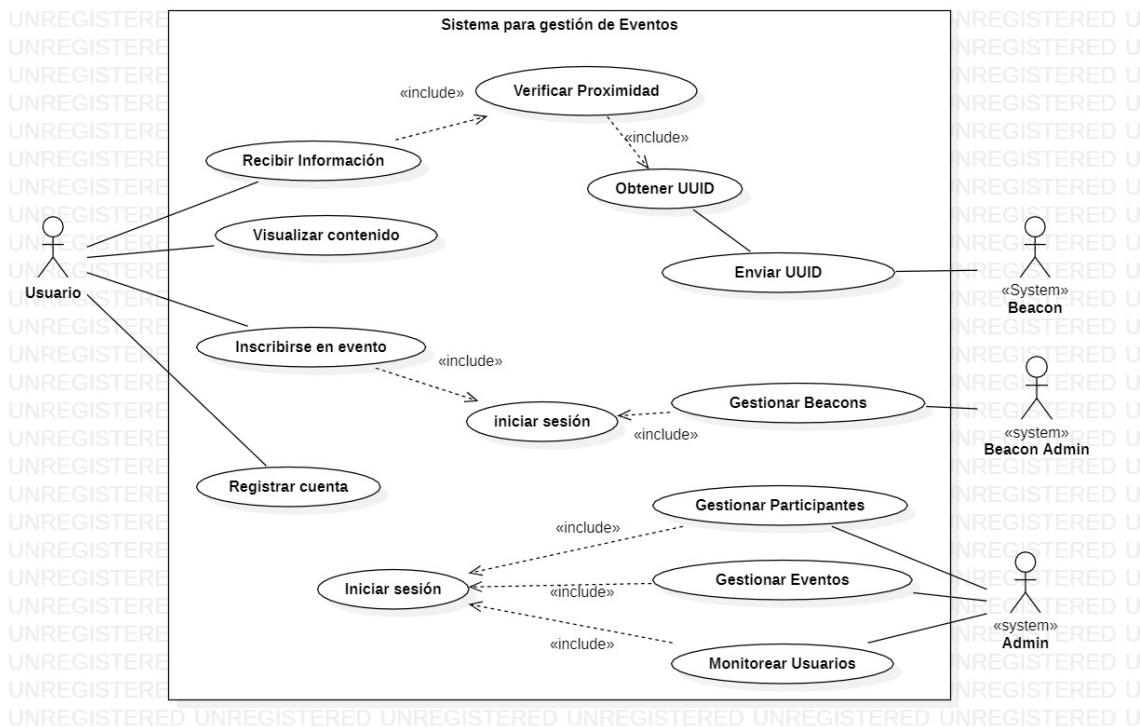 Sistema para gestión de Eventos
«include»
Verificar Proximidad
«include»
Recibir Información
Obtener UUID
Visualizar contenido
Enviar UUID
Usuario
«System»
Beacon
Inscribirse en evento
«include»
Gestionar Beacons
iniciar sesión
«include»
«system»
Beacon Admin
Registrar cuenta
Gestionar Participantes
«include»
Iniciar sesión
Gestionar Eventos
«include»
«system»
Admin
«include»
Monitorear Usuarios
UNREGISTERED UNREGISTERED UNREGISTERED UNREGISTERED UNREGISTERED UNREGISTERED U